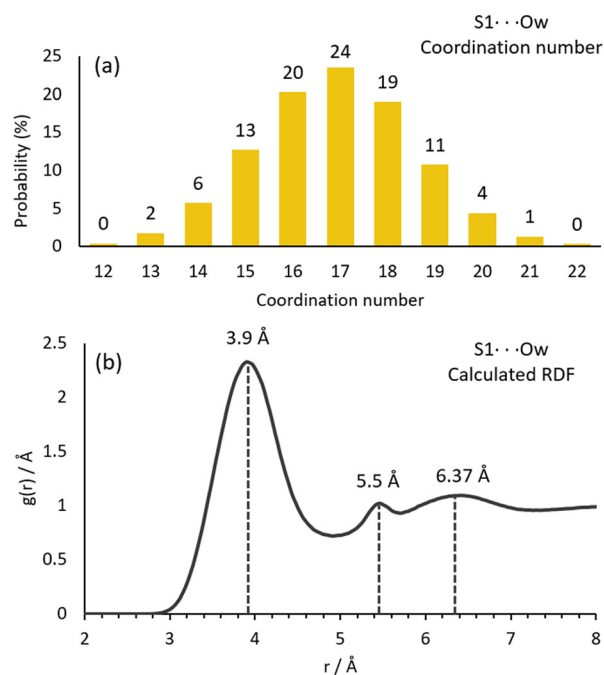 S1· · ·Ow
Coordination number
(a)
Probability (%)
25
20
15
10
5
0
0
2
6
13
20
24
19
11
4
1
0
12 13 14 15 16 17 18 19 20 21 22
Coordination number
(b)
S1· · ·Ow
Calculated RDF
g(r) / Å
2.5
2
1.5
1
0.5
0
3.9 Å
5.5 Å
6.37 Å
2 3 4 5 6 7 8
r / Å